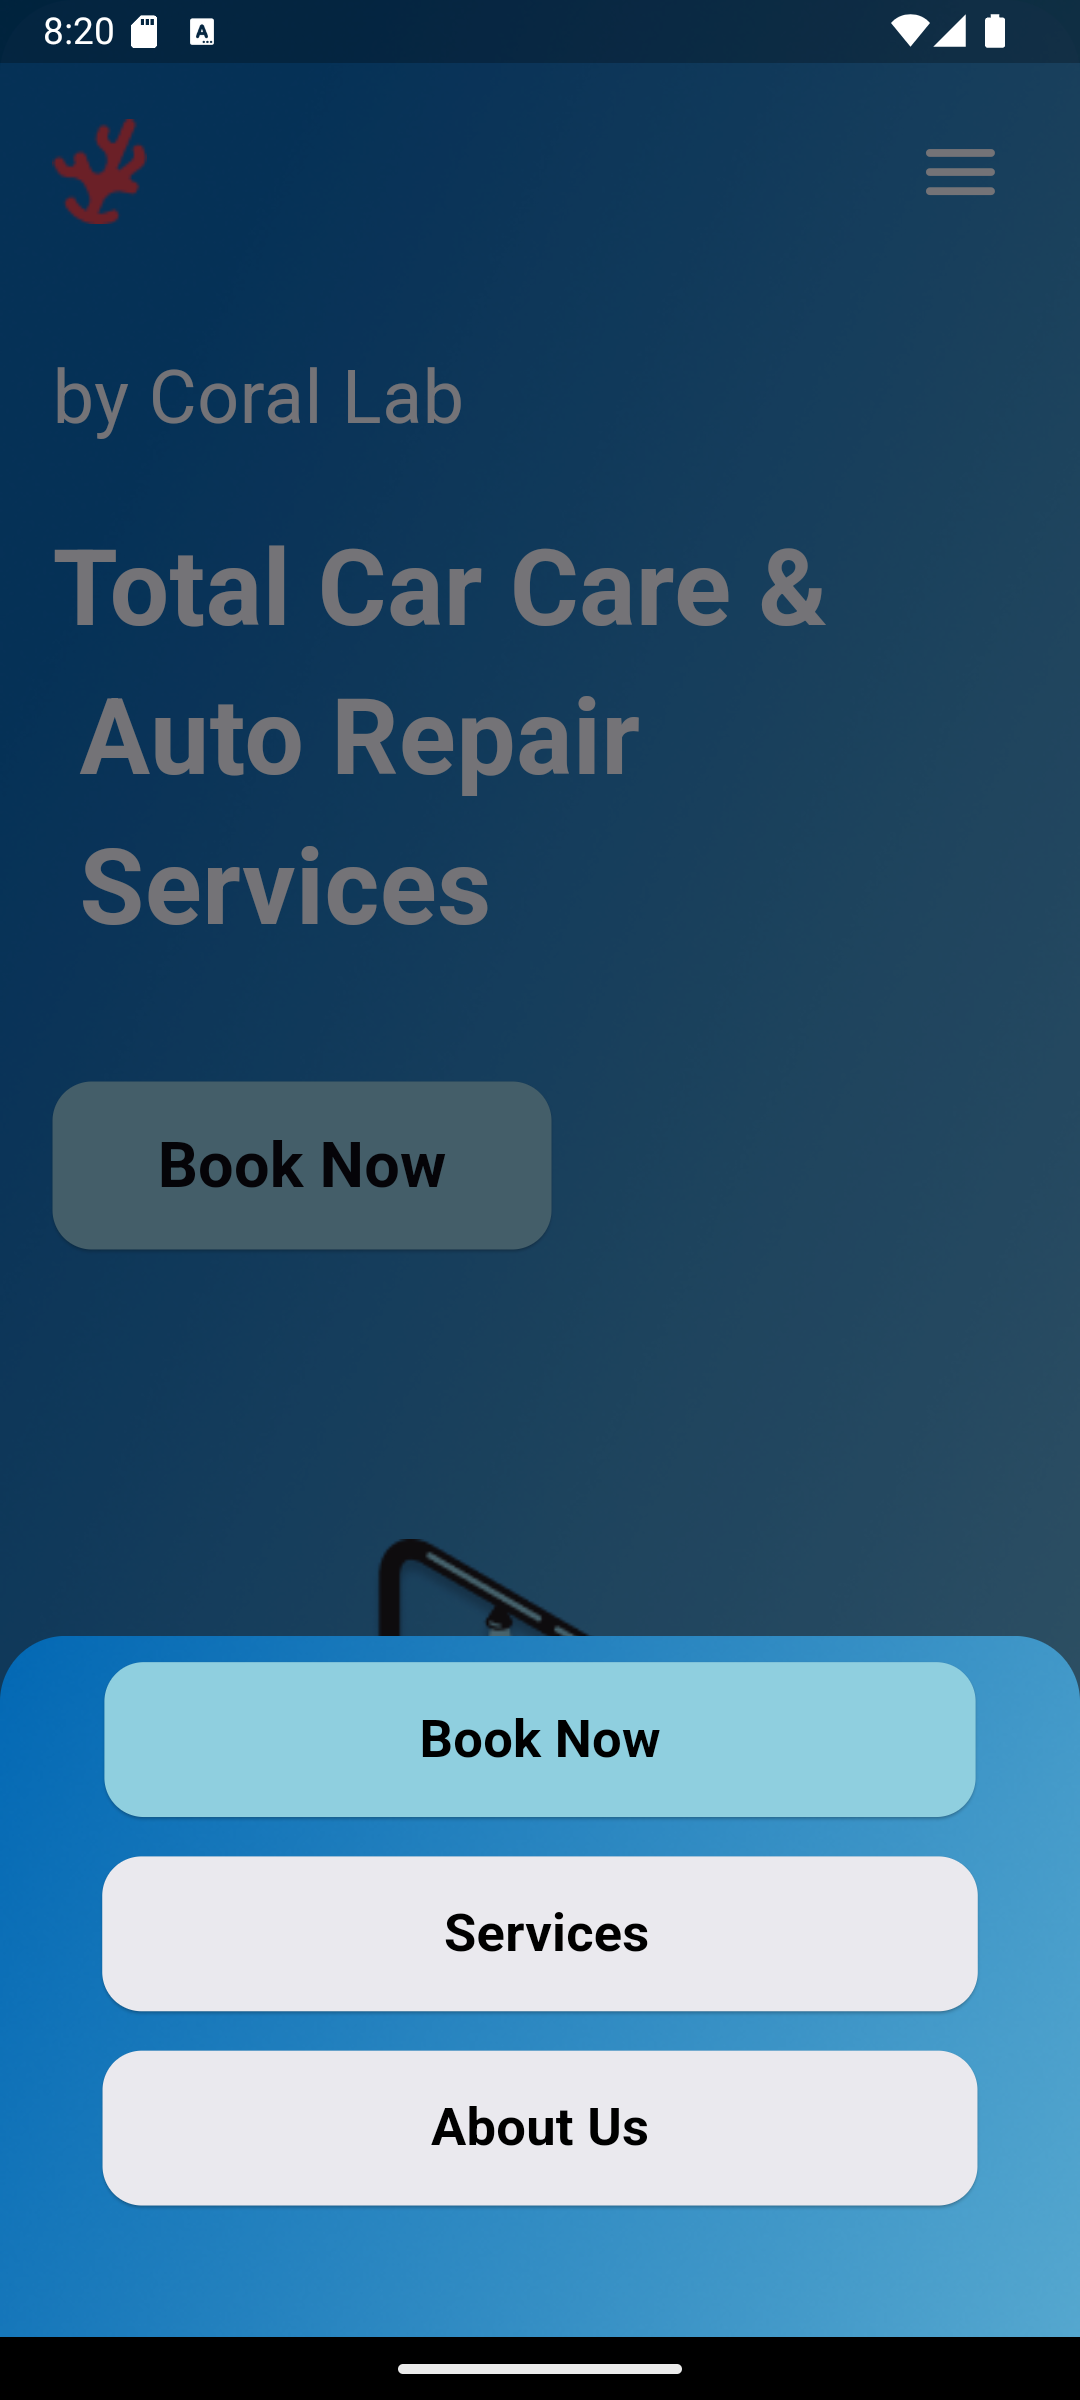 8:20
by Coral Lab
Total Car Care &
Auto Repair
Services
Book Now
Book Now
Services
About Us